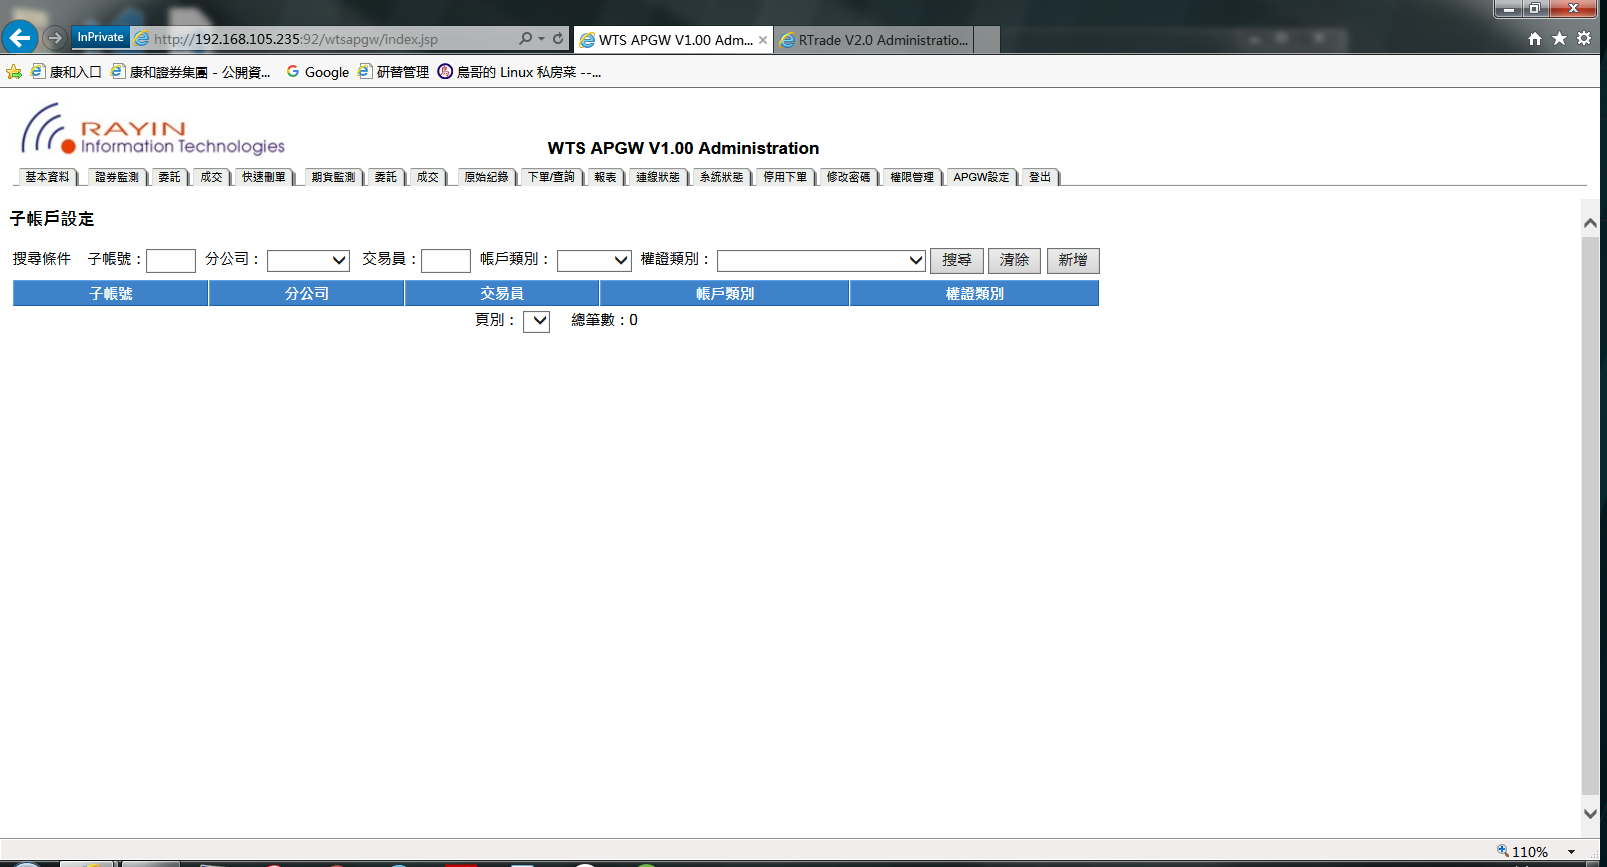 InPrivate http://192.168.105.235:92/wtsapgw/index.jsp WTS APGW V1.00 Adm... RTrade V2.0 Administratio...
康和入口 康和證券集團 - 公開資... Google 研替管理 鳥哥的 Linux 私房菜 --...
RAYIN
Information Technologies
WTS APGW V1.00 Administration
基本資料 證券監測 委託 成交 快速刪單 期貨監測 委託 成交 原始紀錄 下單/查詢 報表 連線狀態 系統狀態 停用下單 修改密碼 權限管理 APGW設定 登出
子帳戶設定
搜尋條件 子帳號： 分公司： 交易員： 帳戶類別： 權證類別： 搜尋 清除 新增
子帳號 分公司 交易員 帳戶類別 權證類別
頁別： 總筆數：0
110%